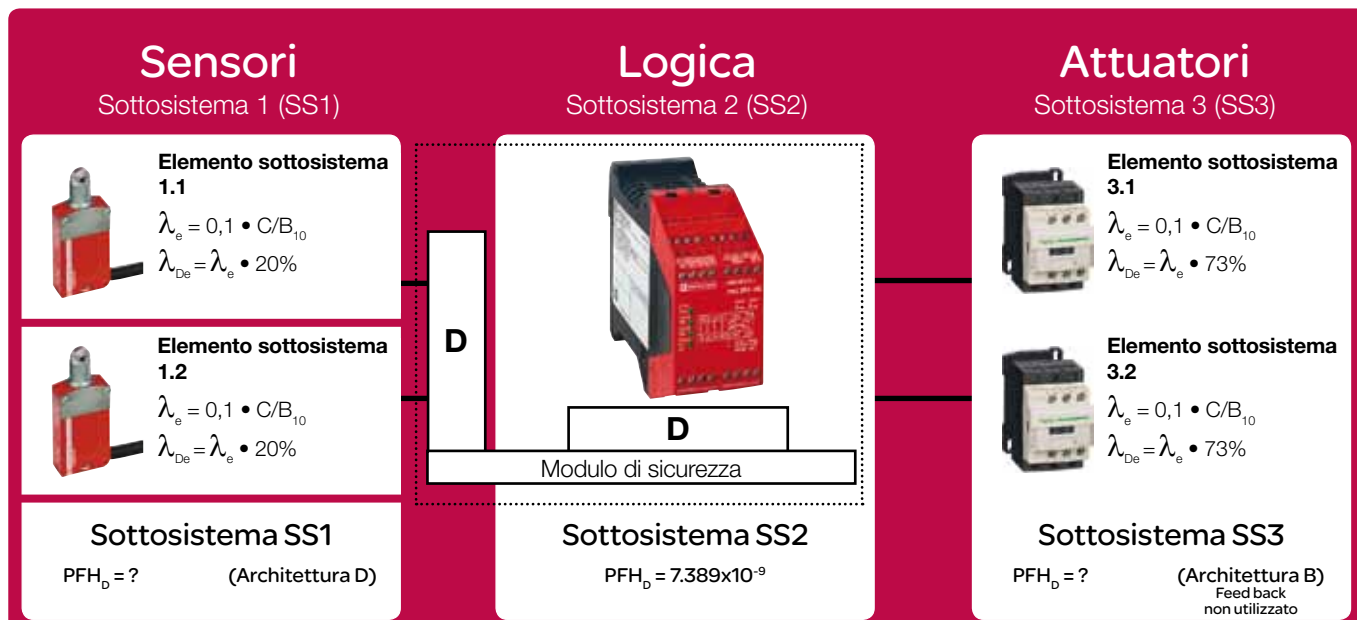 Sensori
Sottosistema 1 (SS1)
Elemento sottosistema
1.1
λe = 0,1 • C/B10
λDe = λe • 20%
Elemento sottosistema
1.2
λe = 0,1 • C/B10
λDe = λe • 20%
Sottosistema SS1
PFHD = ? (Architettura D)
Logica
Sottosistema 2 (SS2)
D
D
Modulo di sicurezza
Sottosistema SS2
PFHD = 7.389x10-9
Attuatori
Sottosistema 3 (SS3)
Elemento sottosistema
3.1
λe = 0,1 • C/B10
λDe = λe • 73%
Elemento sottosistema
3.2
λe = 0,1 • C/B10
λDe = λe • 73%
Sottosistema SS3
PFHD = ? (Architettura B)
Feed back
non utilizzato